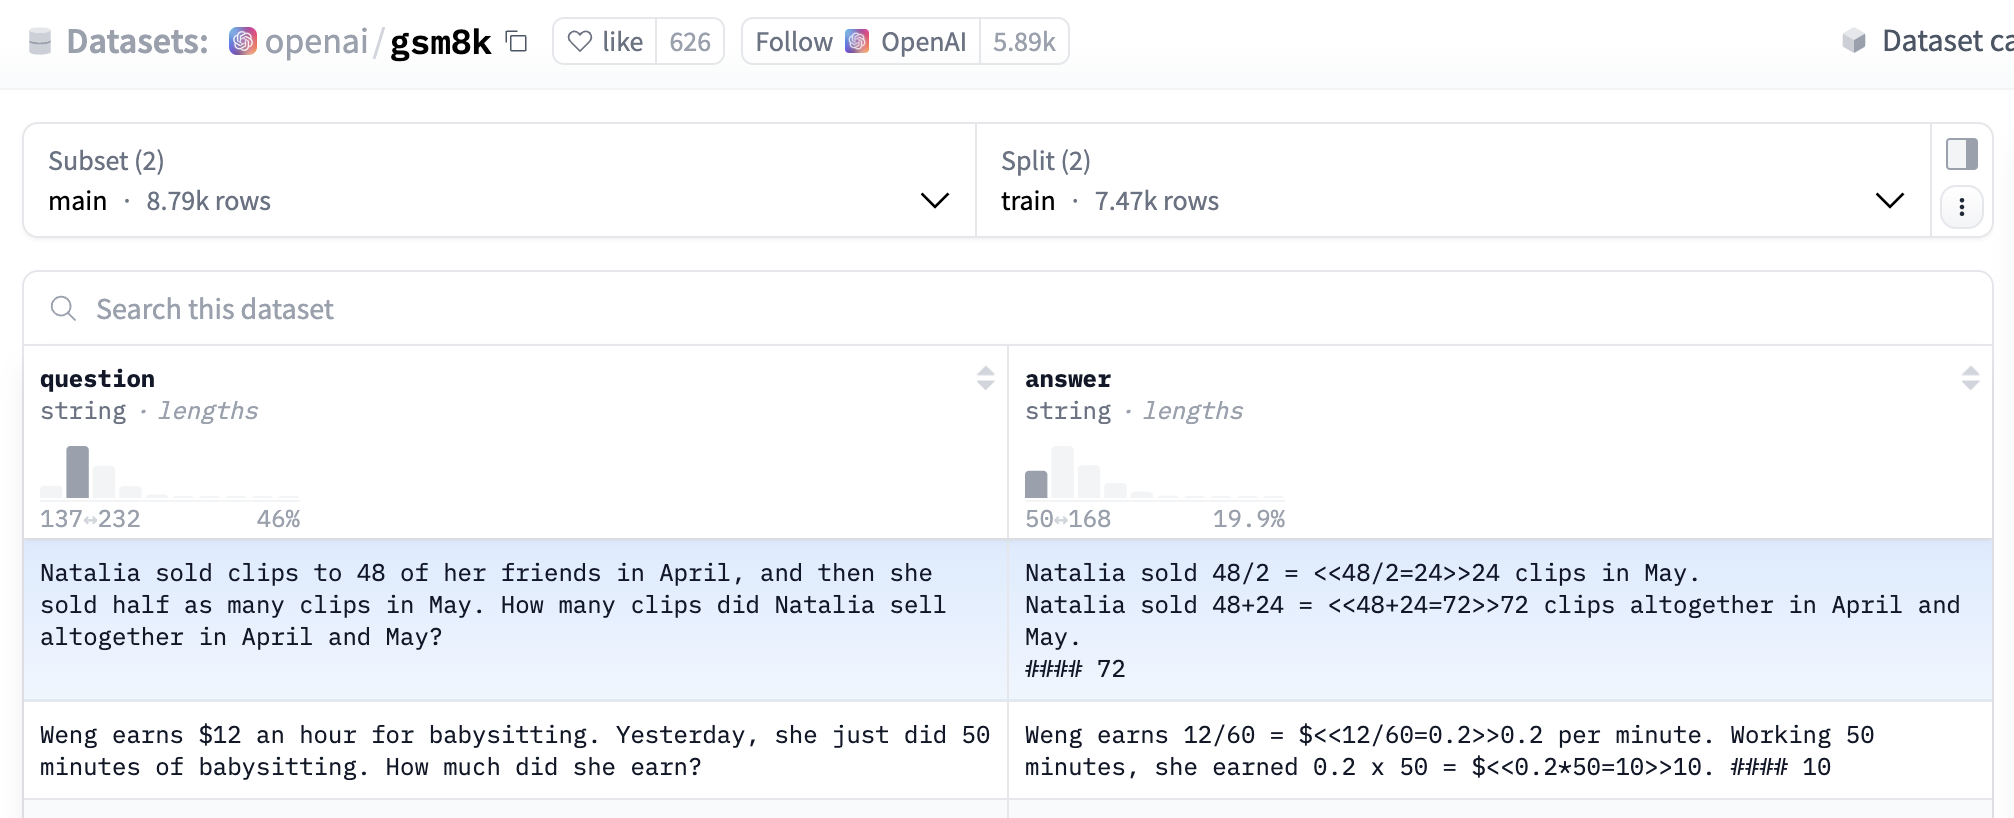 Datasets: openai/gsm8k like 626 Follow OpenAI 5.89k Dataset ca
Subset (2)
main · 8.79k rows
Split (2)
train · 7.47k rows
Search this dataset
question
string · lengths
137↔232 46%
answer
string · lengths
50↔168 19.9%
Natalia sold clips to 48 of her friends in April, and then she
sold half as many clips in May. How many clips did Natalia sell
altogether in April and May?
Natalia sold 48/2 = <<48/2=24>>24 clips in May.
Natalia sold 48+24 = <<48+24=72>>72 clips altogether in April and
May.
#### 72
Weng earns $12 an hour for babysitting. Yesterday, she just did 50
minutes of babysitting. How much did she earn?
Weng earns 12/60 = $<<12/60=0.2>>0.2 per minute. Working 50
minutes, she earned 0.2 x 50 = $<<0.2*50=10>>10. #### 10